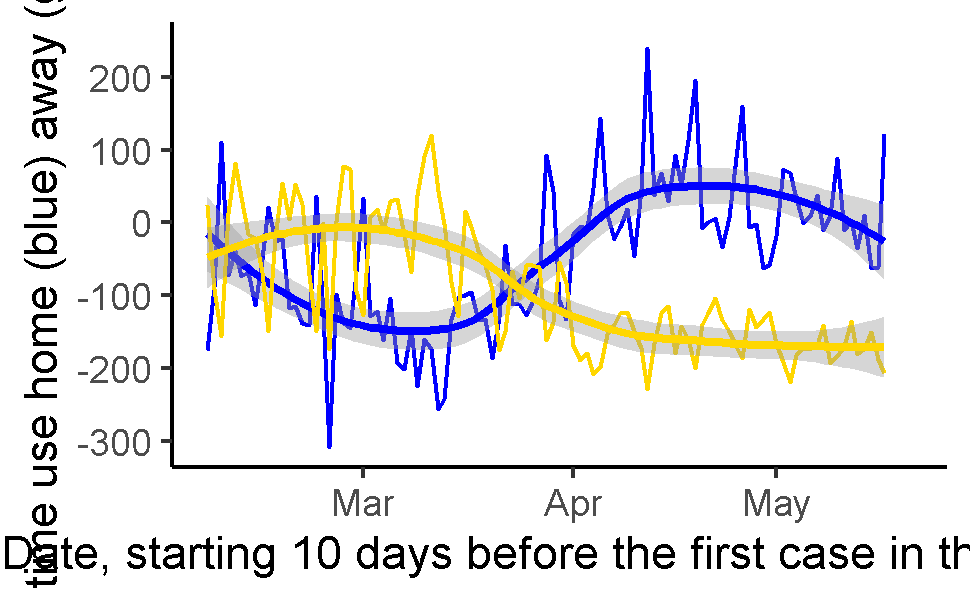 time use home (blue) away (
200
100
0
-100
-200
-300
Mar Apr May
Date, starting 10 days before the first case in th